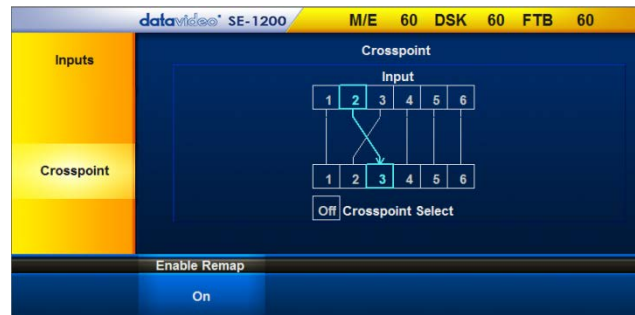 datavideo® SE-1200 M/E 60 DSK 60 FTB 60
Inputs
Crosspoint
Crosspoint
Input
1 2 3 4 5 6
1 2 3 4 5 6
Off Crosspoint Select
Enable Remap
On